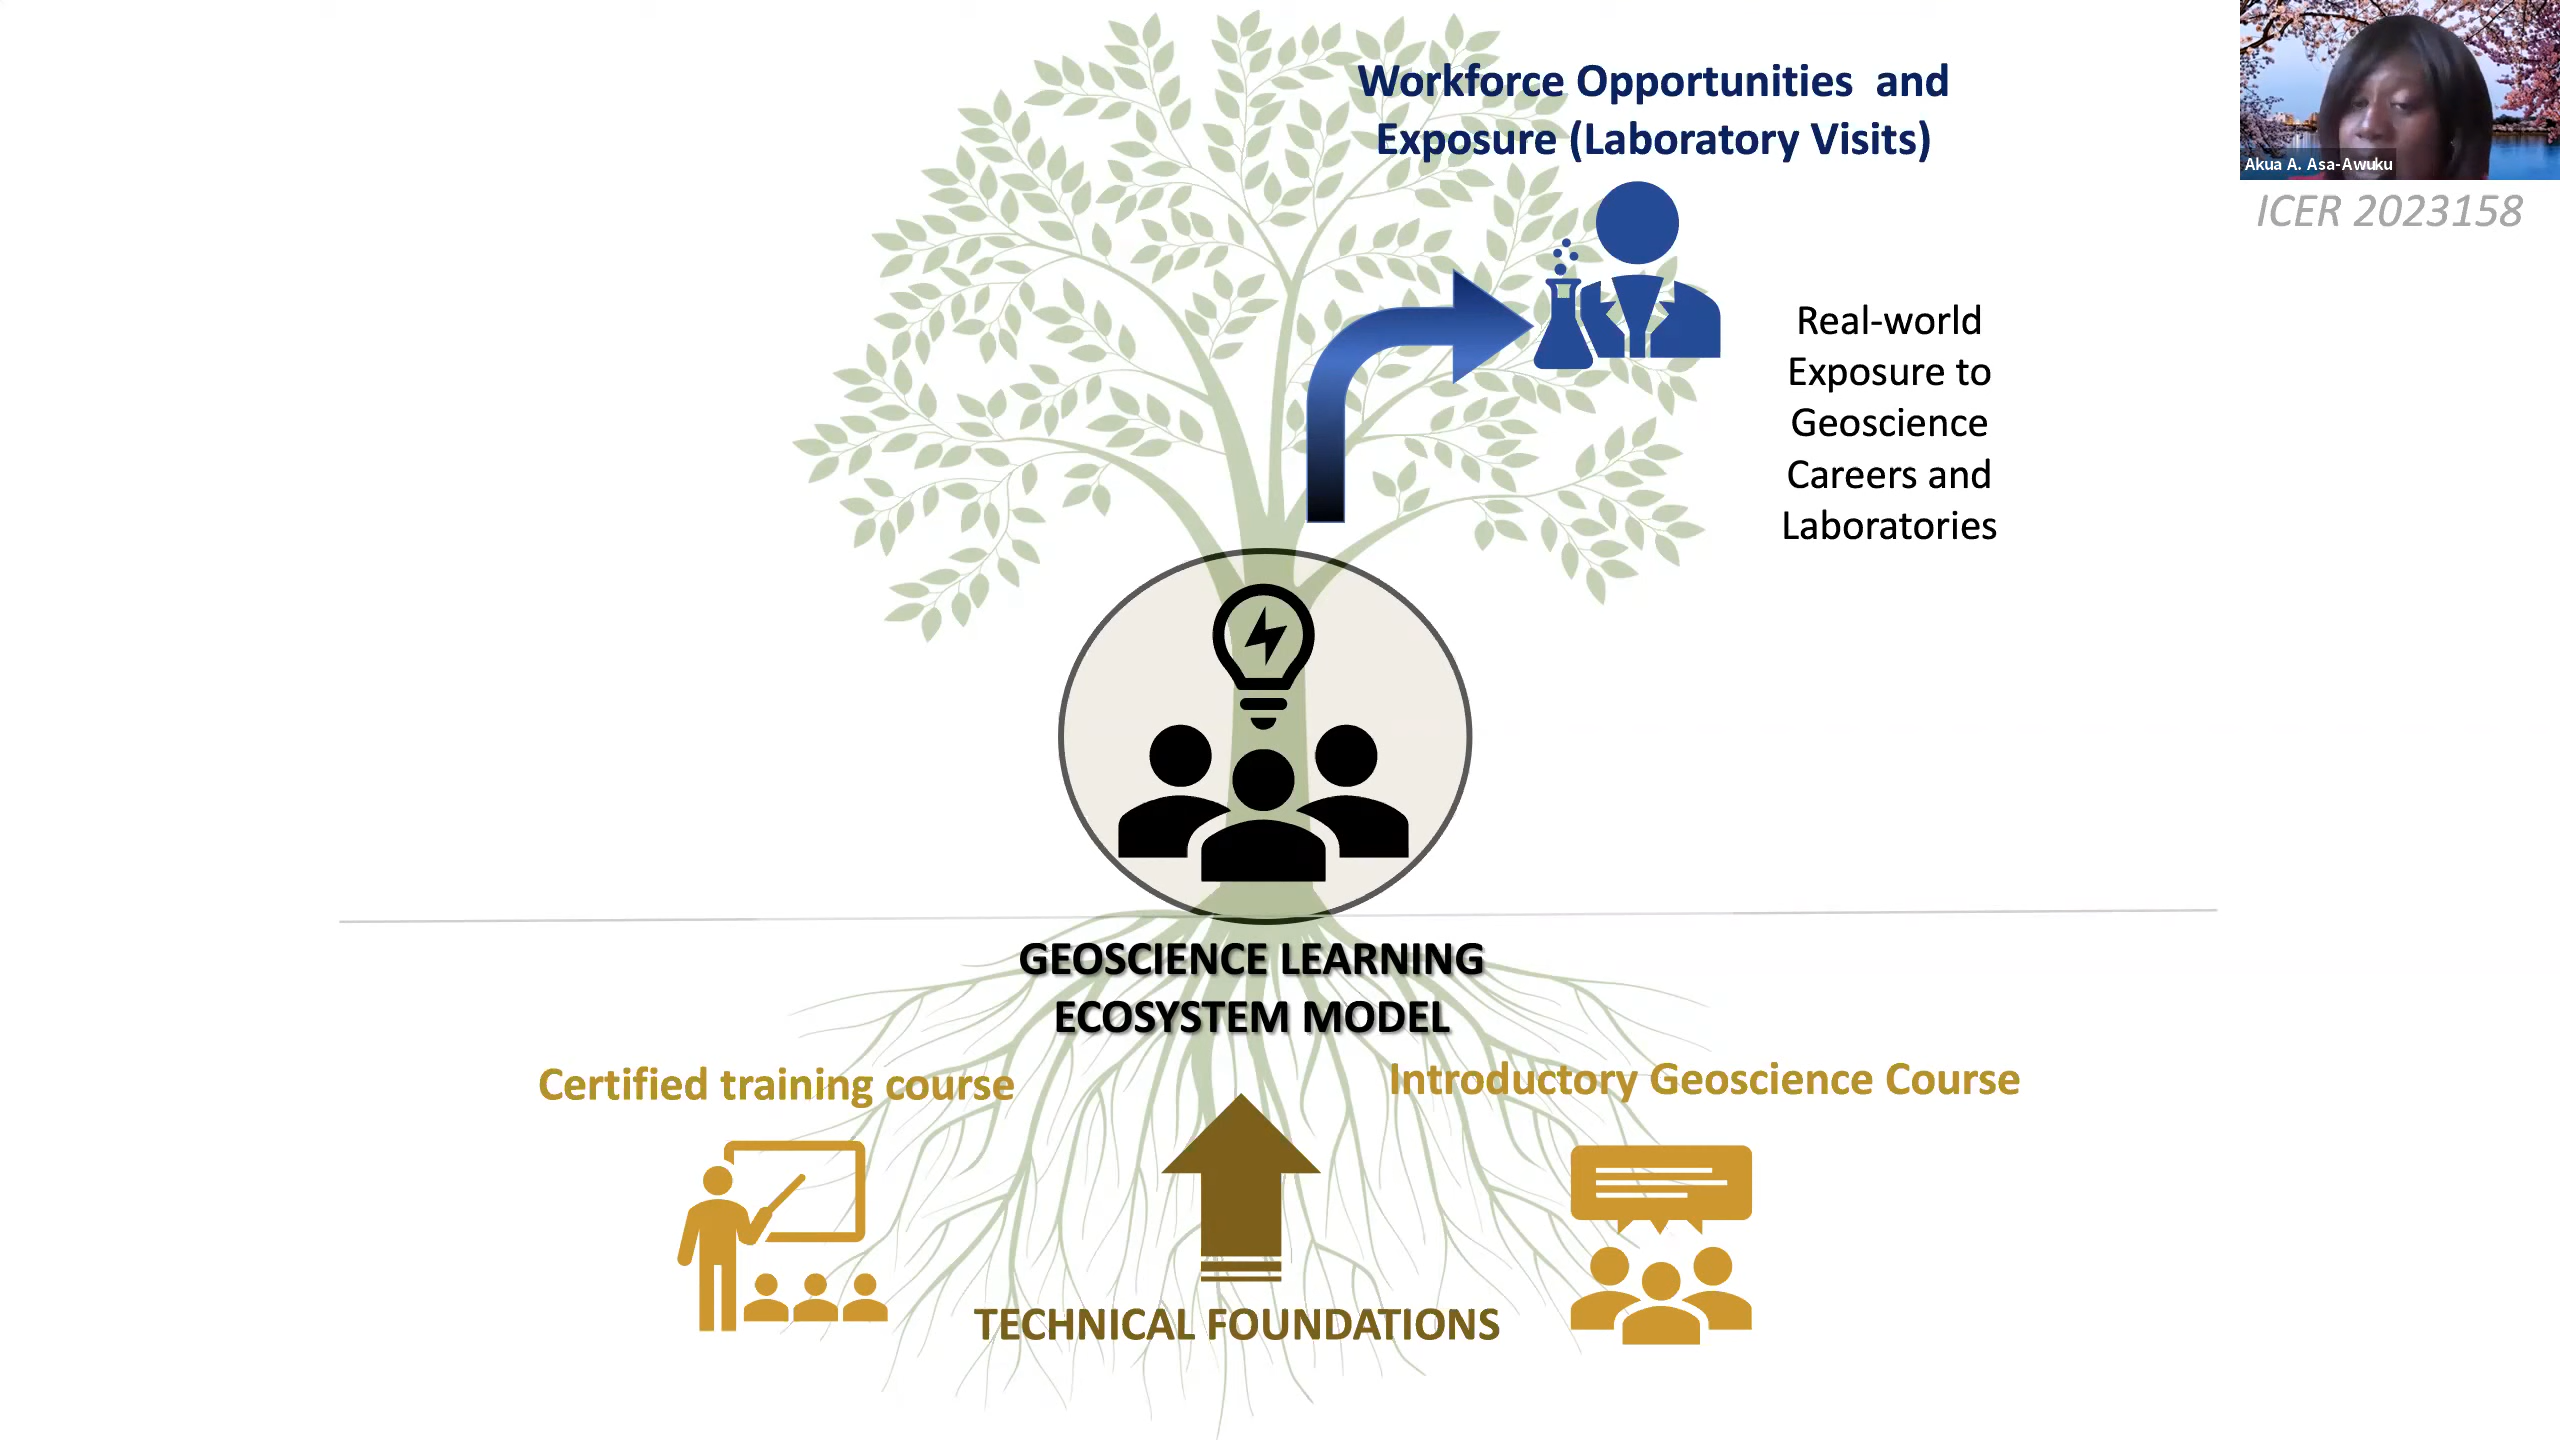 Workforce Opportunities and
Exposure (Laboratory Visits)
Akua A. Asa-Awuku
ICER 2023158
Real-world
Exposure to
Geoscience
Careers and
Laboratories
GEOSCIENCE LEARNING
ECOSYSTEM MODEL
Certified training course
Introductory Geoscience Course
TECHNICAL FOUNDATIONS